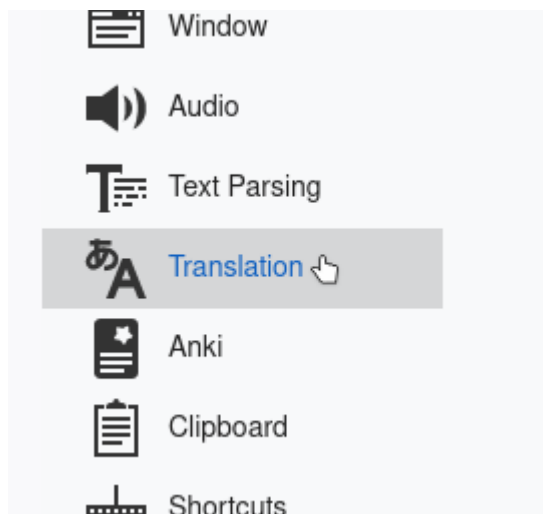 Window
Audio
Text Parsing
あA Translation
Anki
Clipboard
Shortcuts